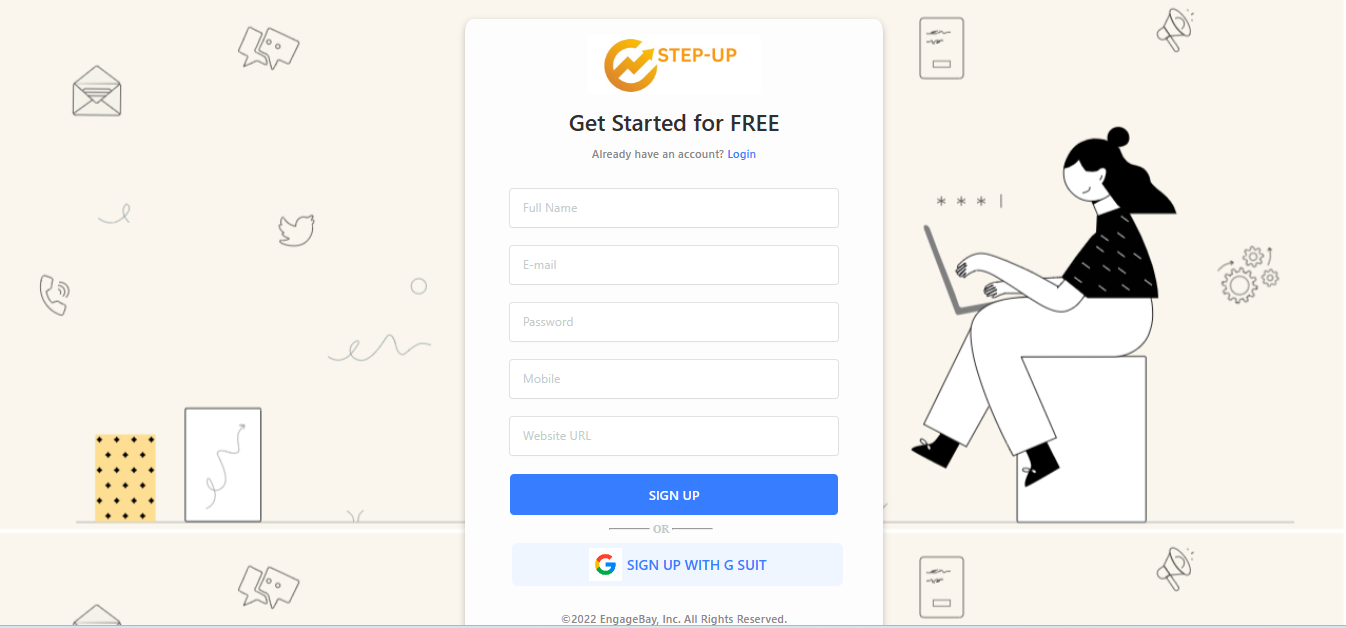 STEP-UP
Get Started for FREE
Already have an account? Login
Full Name
E-mail
Password
* * * |
Mobile
Website URL
SIGN UP
OR
SIGN UP WITH G SUIT
©2022 EngageBay, Inc. All Rights Reserved.